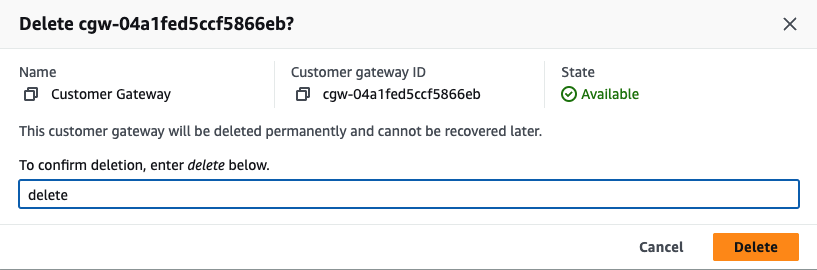 Delete cgw-04a1fed5ccf5866eb?
Name
Customer Gateway
Customer gateway ID
cgw-04a1fed5ccf5866eb
State
Available
This customer gateway will be deleted permanently and cannot be recovered later.
To confirm deletion, enter delete below.
delete
Cancel
Delete